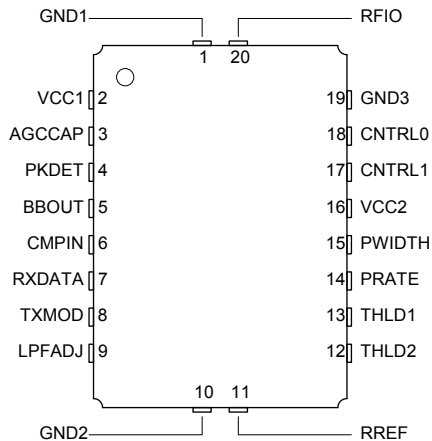 GND1 RFIO
1 20
VCC1 2 19 GND3
AGCCAP 3 18 CNTRL0
PKDET 4 17 CNTRL1
BBOUT 5 16 VCC2
CMPIN 6 15 PWIDTH
RXDATA 7 14 PRATE
TXMOD 8 13 THLD1
LPFADJ 9 12 THLD2
10 11
GND2 RREF